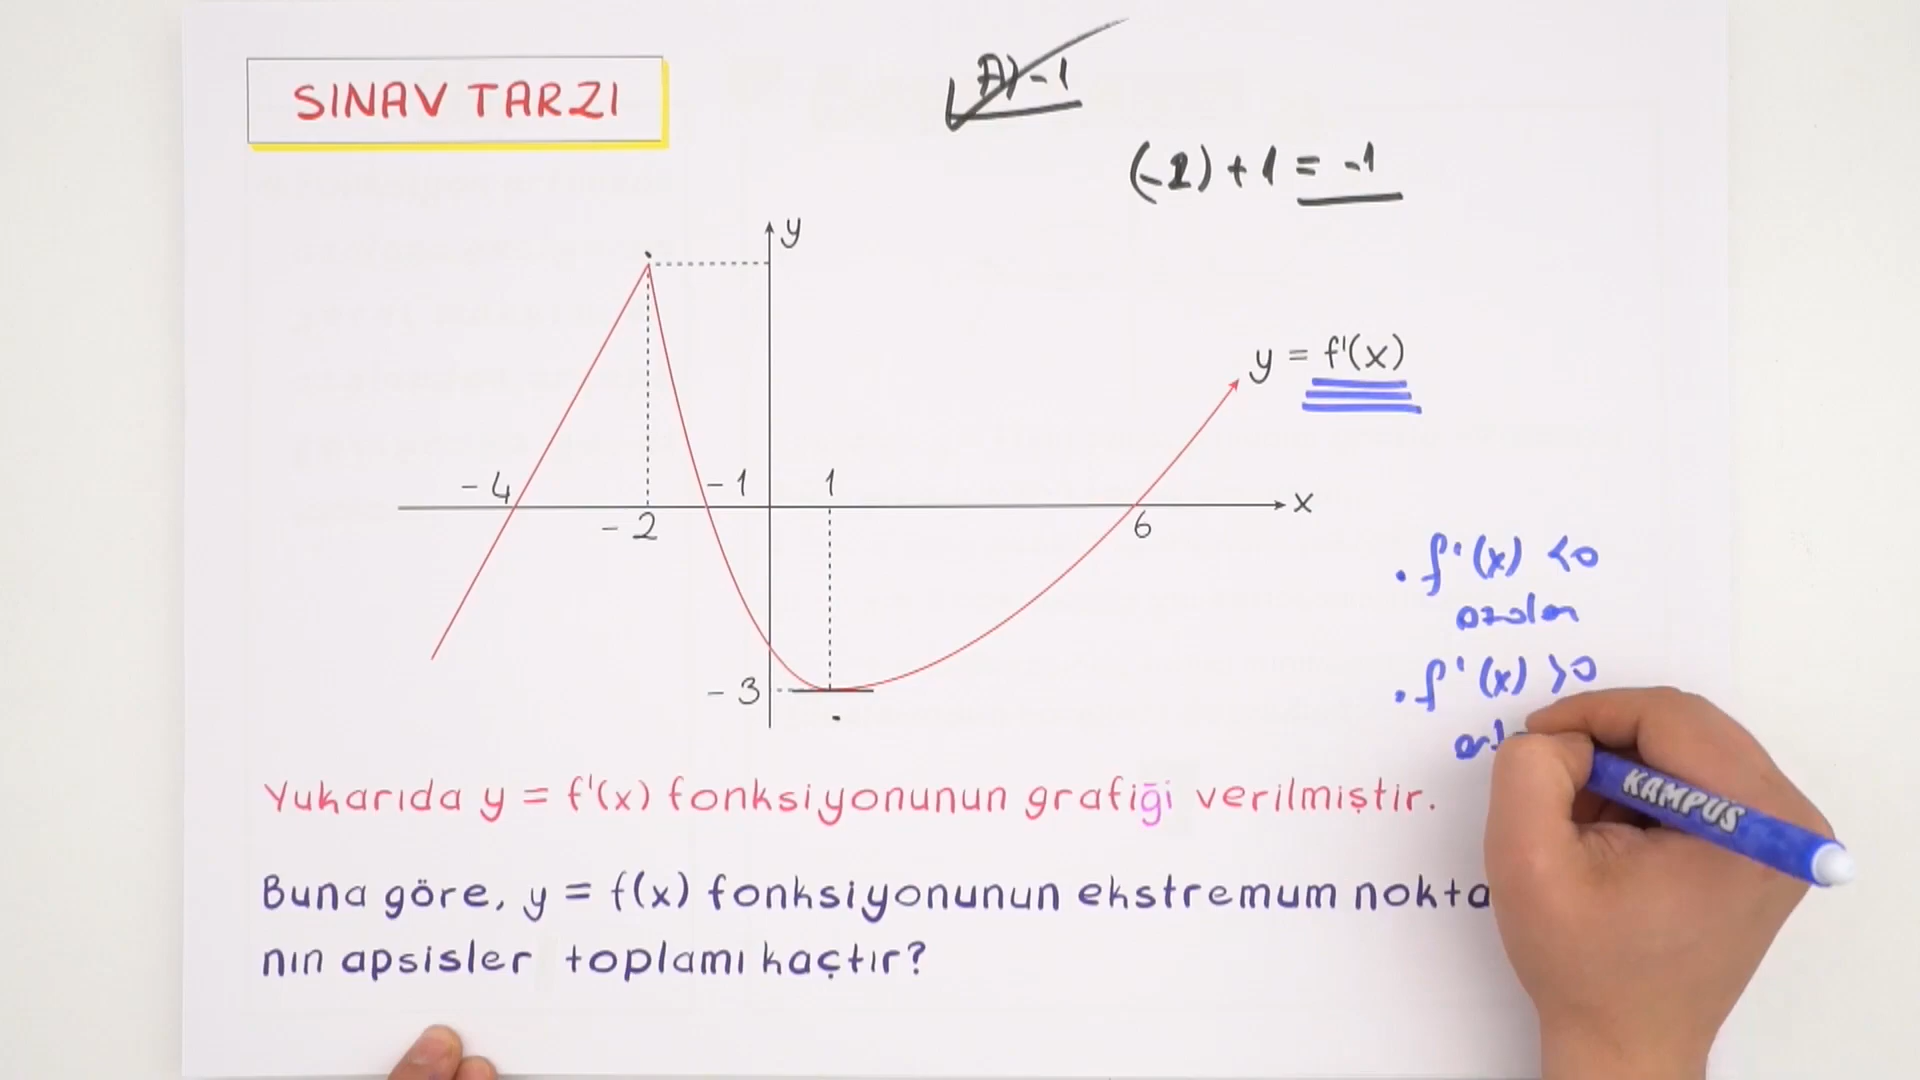 SINAV TARZI
A) -1
(-2) + 1 = -1
y
y = f'(x)
-4
-1
1
x
-2
6
-3
. f'(x) <0
azalan
. f'(x) >0
Yukarıda y = f'(x) fonksiyonunun grafiği verilmiştir.
Buna göre, y = f(x) fonksiyonunun ekstremum nokta
nın apsisler toplamı kaçtır?
KAMPUS